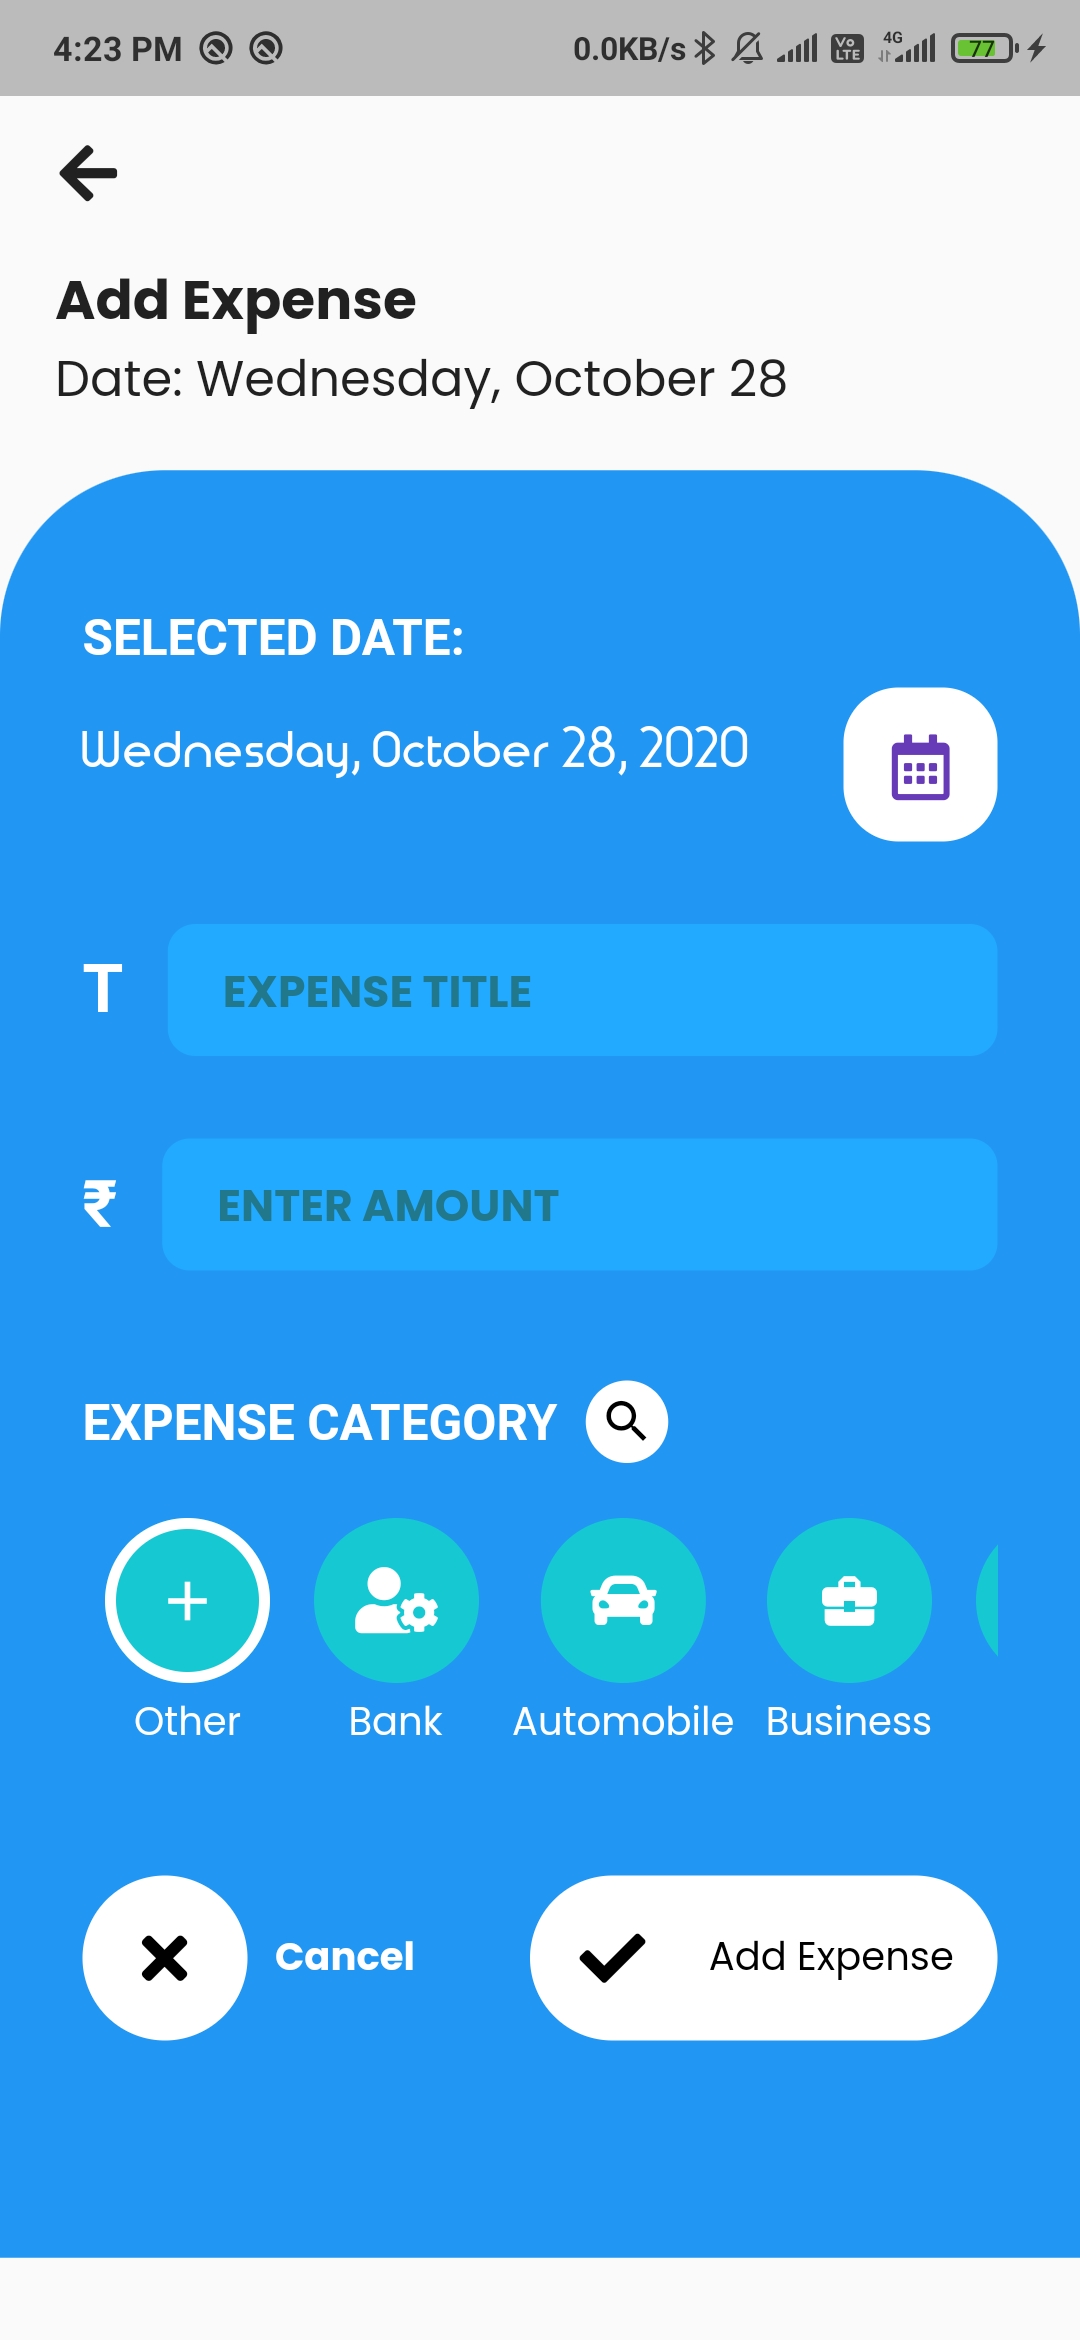 4:23 PM 0.0KB/s Vo LTE 4G 77
Add Expense
Date: Wednesday, October 28
SELECTED DATE:
Wednesday, October 28, 2020
T EXPENSE TITLE
₹ ENTER AMOUNT
EXPENSE CATEGORY
Other Bank Automobile Business
Cancel Add Expense